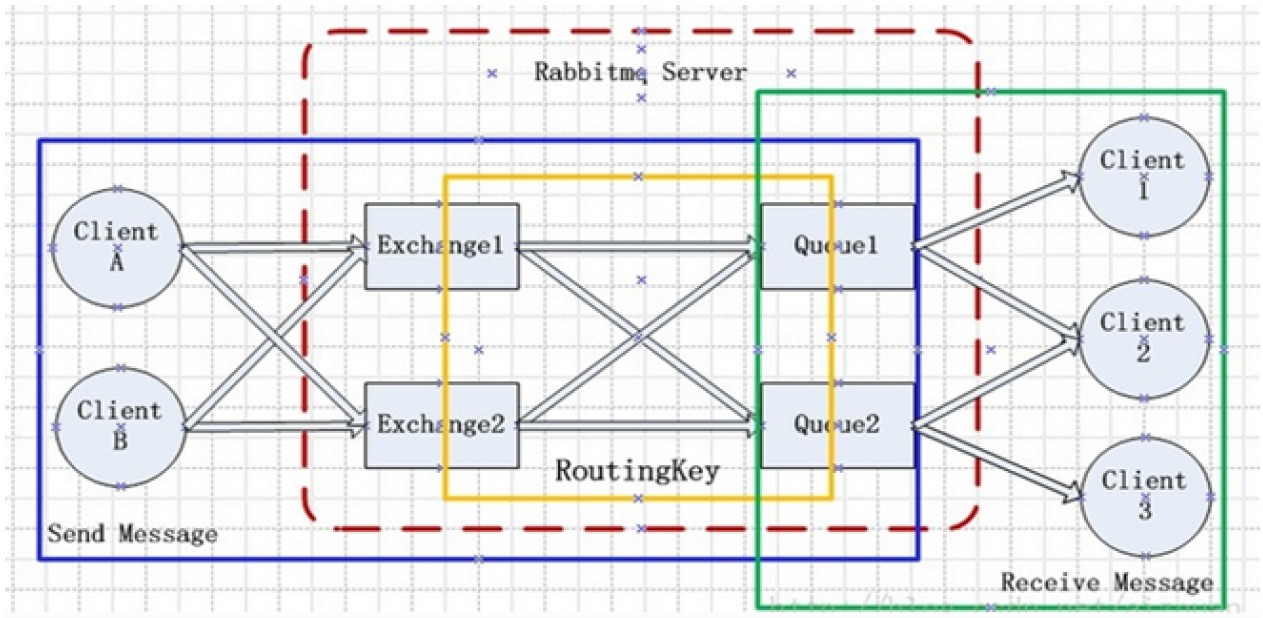 Rabbitmq Server
Client
A
Client
B
Exchange1
Exchange2
Queue1
Queue2
RoutingKey
Client
1
Client
2
Client
3
Send Message
Receive Message